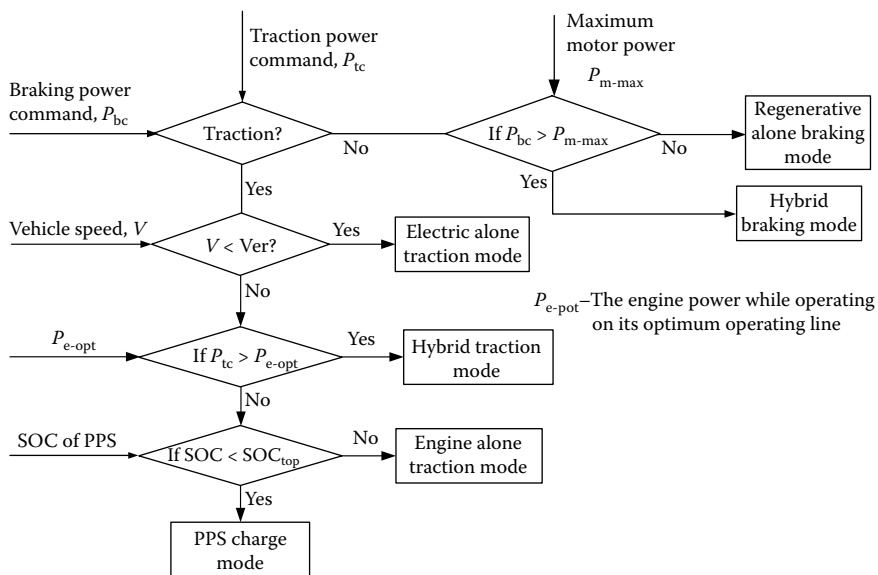 Traction power
command, P_tc
Maximum
motor power
P_m-max
Braking power
command, P_bc
Traction?
No
If P_bc > P_m-max
No
Regenerative
alone braking
mode
Yes
Yes
Hybrid
braking mode
Vehicle speed, V
V < Ver?
Yes
Electric alone
traction mode
No
P_e-pot–The engine power while operating
on its optimum operating line
P_e-opt
If P_tc > P_e-opt
Yes
Hybrid traction
mode
No
SOC of PPS
If SOC < SOC_top
No
Engine alone
traction mode
Yes
PPS charge
mode